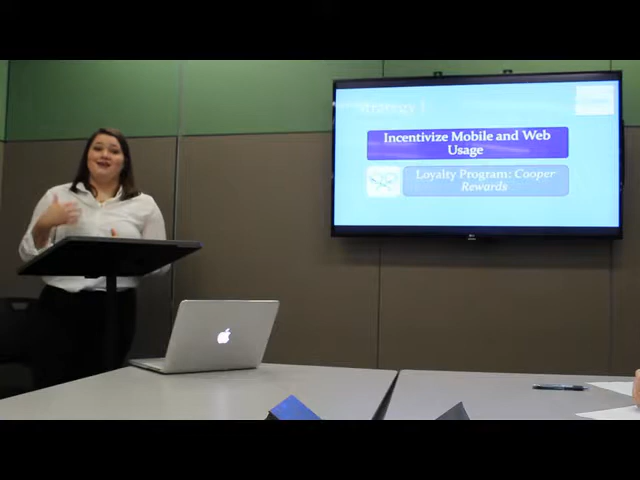 Strategy 1
Incentivize Mobile and Web
Usage
Loyalty Program: Cooper
Rewards